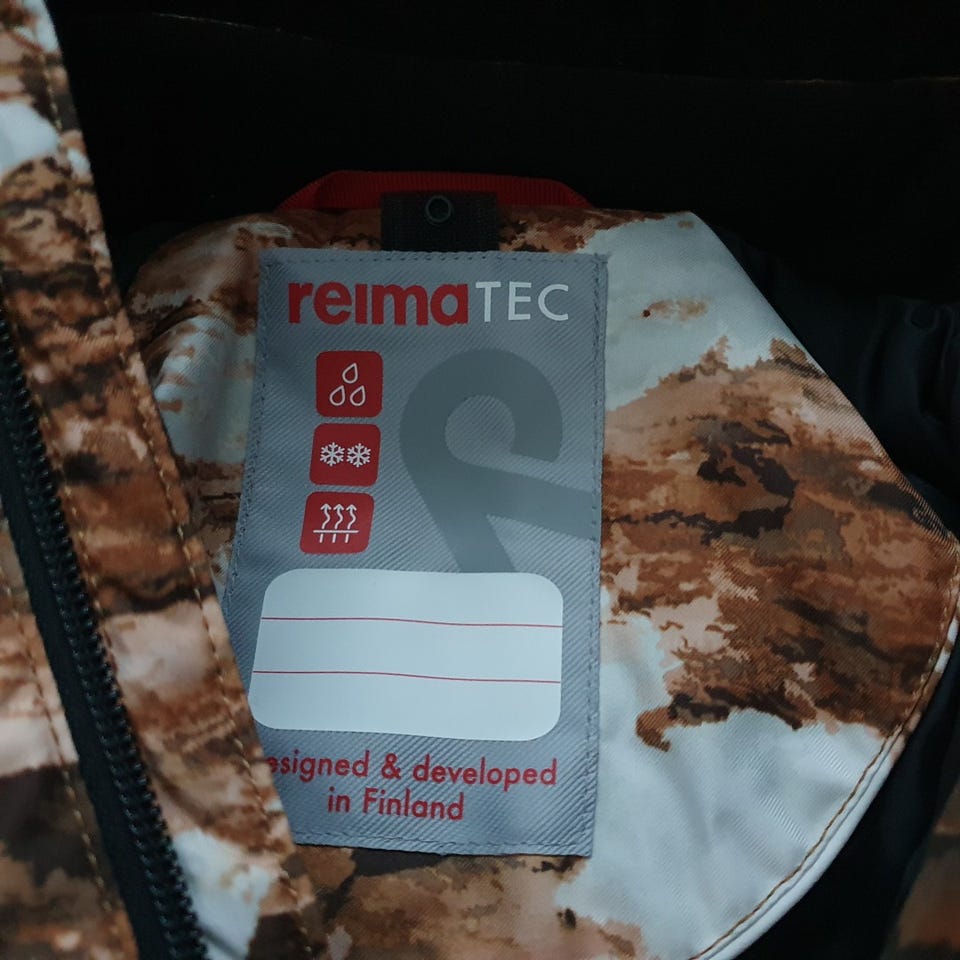 reimaTEC
esigned & developed
in Finland